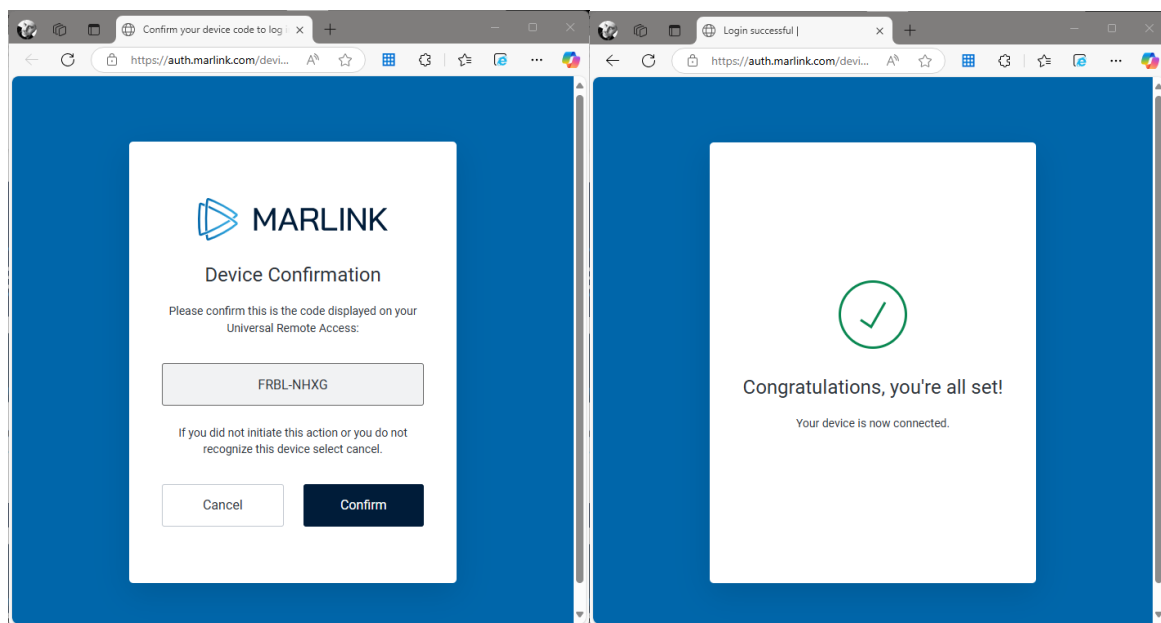 Confirm your device code to log i
https://auth.marlink.com/devi...
MARLINK
Device Confirmation
Please confirm this is the code displayed on your
Universal Remote Access:
FRBL-NHXG
If you did not initiate this action or you do not
recognize this device select cancel.
Cancel
Confirm
Login successful |
https://auth.marlink.com/devi...
Congratulations, you're all set!
Your device is now connected.